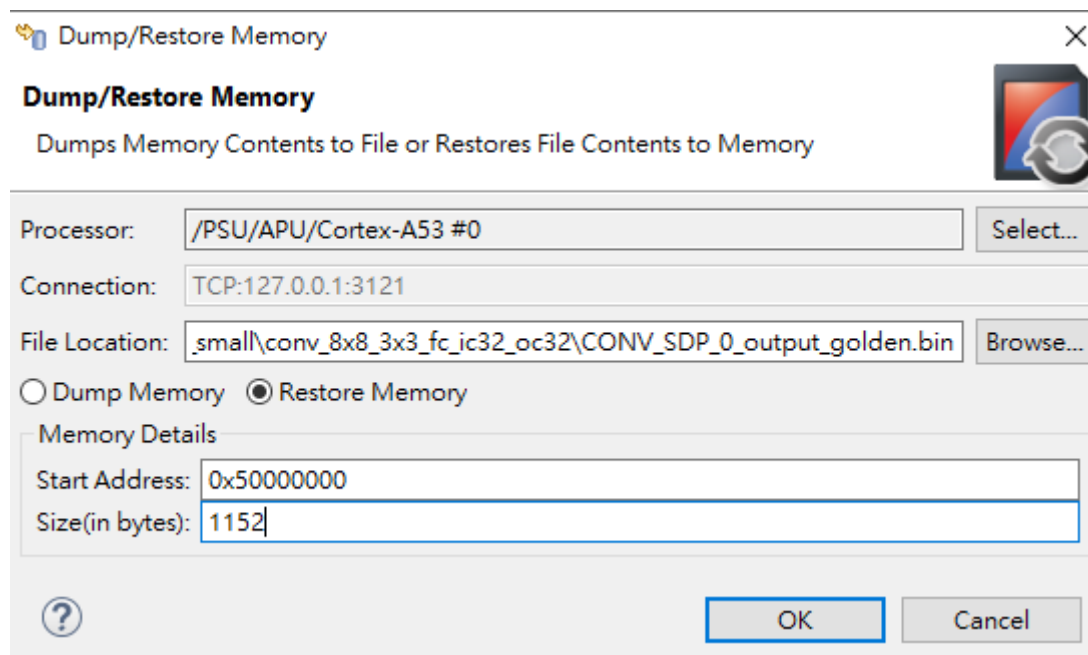 Dump/Restore Memory
Dump/Restore Memory
Dumps Memory Contents to File or Restores File Contents to Memory
Processor: /PSU/APU/Cortex-A53 #0 Select...
Connection: TCP:127.0.0.1:3121
File Location: _small\conv_8x8_3x3_fc_ic32_oc32\CONV_SDP_0_output_golden.bin Browse...
Dump Memory Restore Memory
Memory Details
Start Address: 0x50000000
Size(in bytes): 1152
? OK Cancel